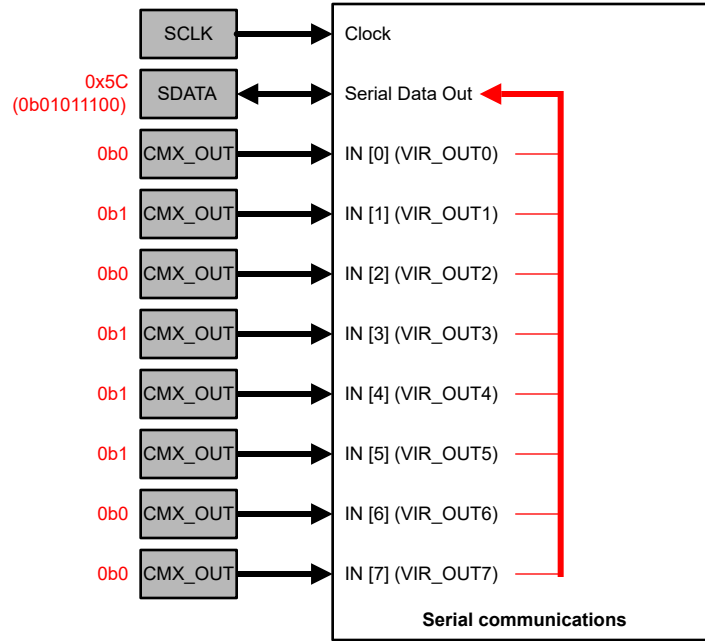 SCLK Clock
0x5C
(0b01011100) SDATA Serial Data Out
0b0 CMX_OUT IN [0] (VIR_OUT0)
0b1 CMX_OUT IN [1] (VIR_OUT1)
0b0 CMX_OUT IN [2] (VIR_OUT2)
0b1 CMX_OUT IN [3] (VIR_OUT3)
0b1 CMX_OUT IN [4] (VIR_OUT4)
0b1 CMX_OUT IN [5] (VIR_OUT5)
0b0 CMX_OUT IN [6] (VIR_OUT6)
0b0 CMX_OUT IN [7] (VIR_OUT7)
Serial communications